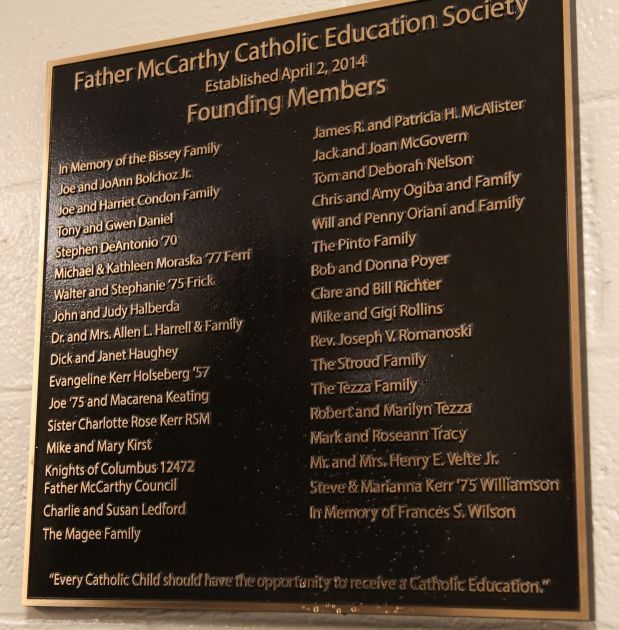 Father McCarthy Catholic Education Society
Established April 2, 2014
Founding Members
In Memory of the Bissey Family
Joe and JoAnn Bolchoz Jr.
Joe and Harriet Condon Family
Tony and Gwen Daniel
Stephen DeAntonio '70
Michael & Kathleen Moraska '77 Ferri
Walter and Stephanie '75 Frick
John and Judy Halberda
Dr. and Mrs. Allen L. Harrell & Family
Dick and Janet Haughey
Evangeline Kerr Holseberg '57
Joe '75 and Macarena Keating
Sister Charlotte Rose Kerr RSM
Mike and Mary Kirst
Knights of Columbus 12472
Father McCarthy Council
Charlie and Susan Ledford
The Magee Family
James R. and Patricia H. McAlister
Jack and Joan McGovern
Tom and Deborah Nelson
Chris and Amy Ogiba and Family
Will and Penny Oriani and Family
The Pinto Family
Bob and Donna Poyer
Clare and Bill Richter
Mike and Gigi Rollins
Rev. Joseph V. Romanoski
The Stroud Family
The Tezza Family
Robert and Marilyn Tezza
Mark and Roseann Tracy
Mr. and Mrs. Henry E. Velte Jr.
Steve & Marianna Kerr '75 Williamson
In Memory of Frances S. Wilson
"Every Catholic Child should have the opportunity to receive a Catholic Education."